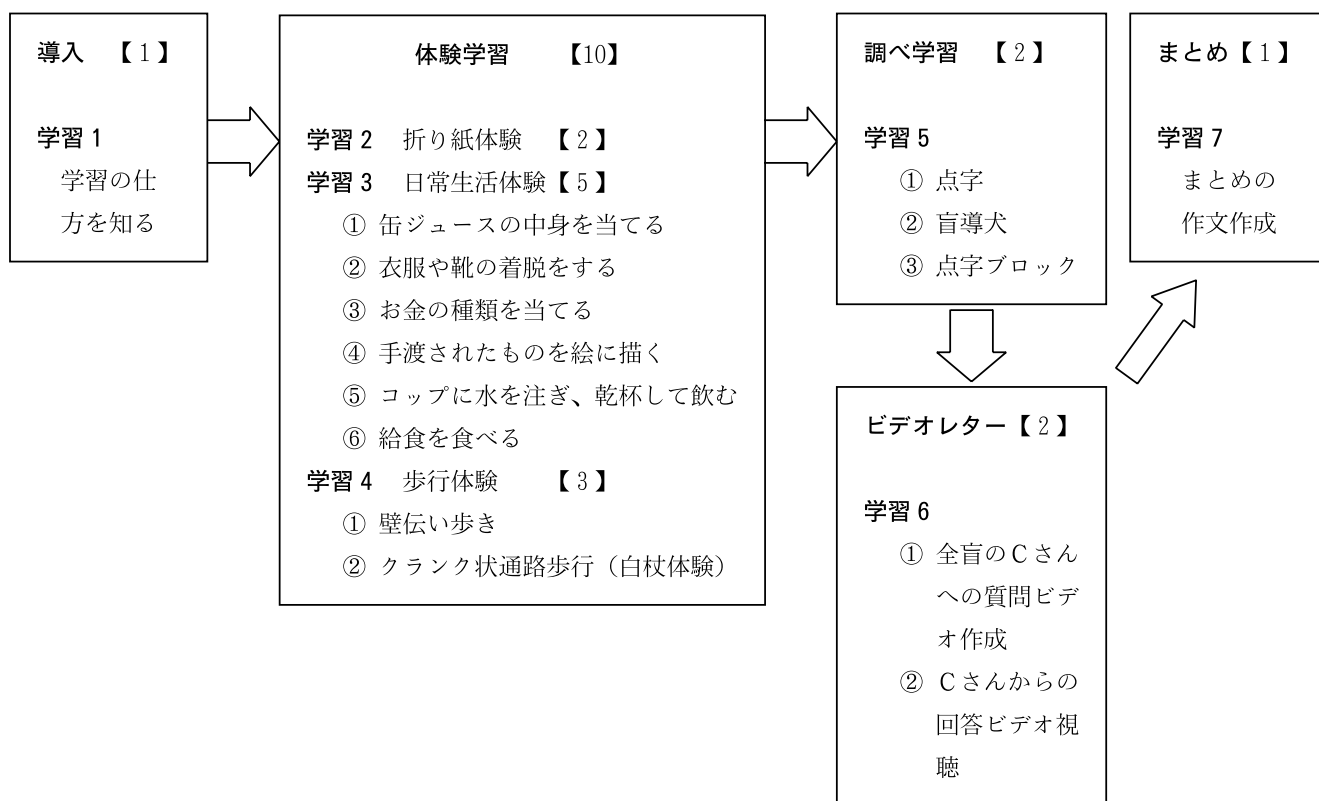 導入 【1】
学習1
学習の仕
方を知る
体験学習 【10】
学習2 折り紙体験 【2】
学習3 日常生活体験【5】
① 缶ジュースの中身を当てる
② 衣服や靴の着脱をする
③ お金の種類を当てる
④ 手渡されたものを絵に描く
⑤ コップに水を注ぎ、乾杯して飲む
⑥ 給食を食べる
学習4 歩行体験 【3】
① 壁伝い歩き
② クランク状通路歩行（白杖体験）
調べ学習 【2】
学習5
① 点字
② 盲導犬
③ 点字ブロック
ビデオレター【2】
学習6
① 全盲のＣさん
への質問ビデ
オ作成
② Ｃさんからの
回答ビデオ視
聴
まとめ【1】
学習7
まとめの
作文作成